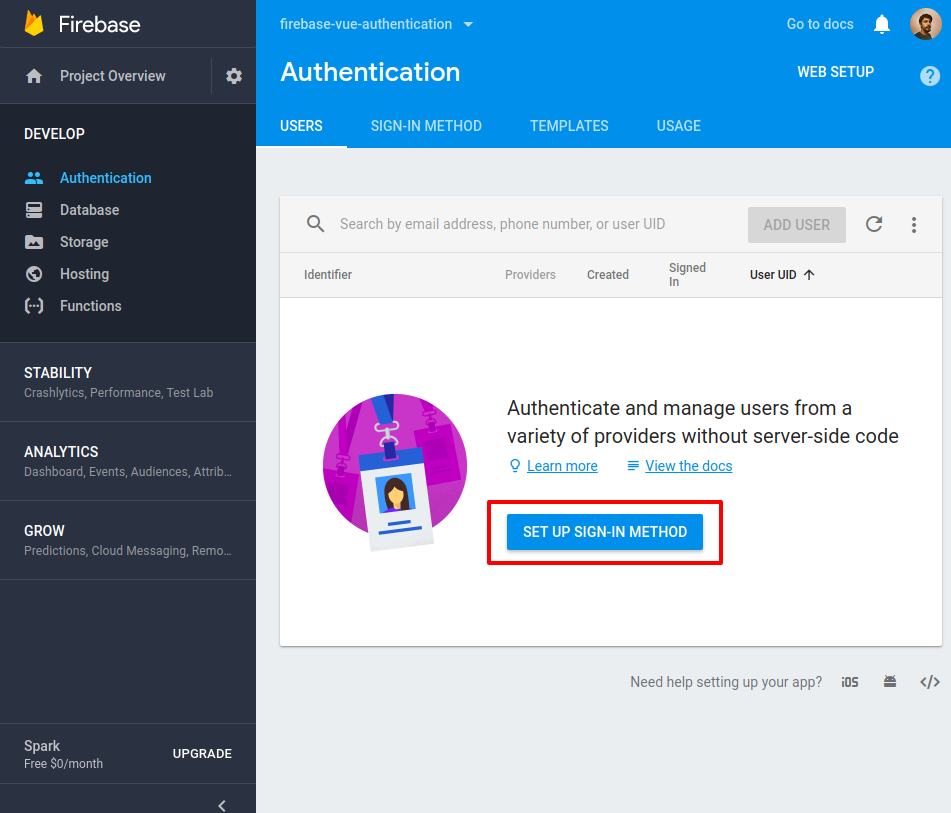 Firebase
Project Overview
DEVELOP
Authentication
Database
Storage
Hosting
Functions
STABILITY
Crashlytics, Performance, Test Lab
ANALYTICS
Dashboard, Events, Audiences, Attrib...
GROW
Predictions, Cloud Messaging, Remo...
Spark
Free $0/month
UPGRADE
firebase-vue-authentication
Go to docs
Authentication
WEB SETUP
?
USERS SIGN-IN METHOD TEMPLATES USAGE
Search by email address, phone number, or user UID
ADD USER
Identifier Providers Created Signed In User UID
Authenticate and manage users from a
variety of providers without server-side code
Learn more View the docs
SET UP SIGN-IN METHOD
Need help setting up your app? iOS